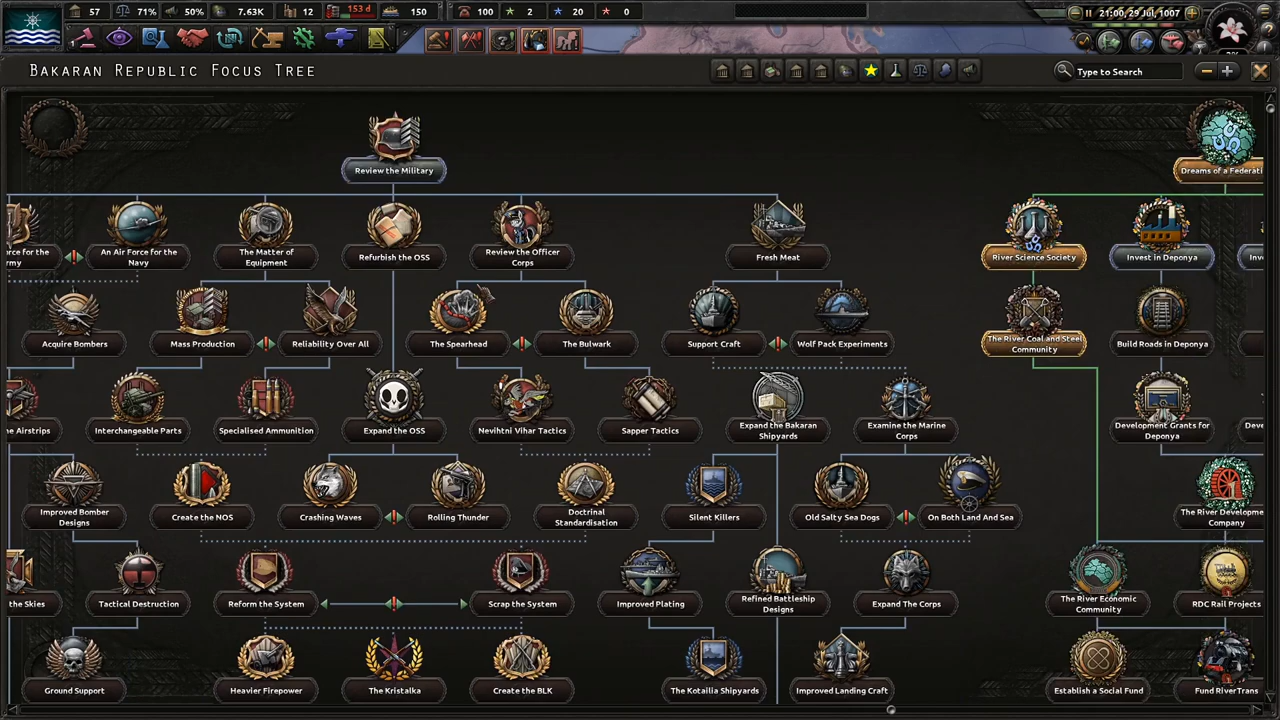 57
71%
50%
7.63K
12
153 d
150
100
2
20
0
21:00, 29 Jul, 1007
Bakaran Republic Focus Tree
Type to Search
Review the Military
Dreams of a Federati
orce for the
rmy
An Air Force for the
Navy
The Matter of
Equipment
Refurbish the OSS
Review the Officer
Corps
Fresh Meat
River Science Society
Invest in Deponya
Inve
Acquire Bombers
Mass Production
Reliability Over All
The Spearhead
The Bulwark
Support Craft
Wolf Pack Experiments
The River Coal and Steel
Community
Build Roads in Deponya
e Airstrips
Interchangeable Parts
Specialised Ammunition
Expand the OSS
Nevihtni Vihar Tactics
Sapper Tactics
Expand the Bakaran
Shipyards
Examine the Marine
Corps
Development Grants for
Deponya
Deve
Improved Bomber
Designs
Create the NOS
Crashing Waves
Rolling Thunder
Doctrinal
Standardisation
Silent Killers
Old Salty Sea Dogs
On Both Land And Sea
The River Developme
Company
the Skies
Tactical Destruction
Reform the System
Scrap the System
Improved Plating
Refined Battleship
Designs
Expand The Corps
The River Economic
Community
RDC Rail Projects
Ground Support
Heavier Firepower
The Kristalka
Create the BLK
The Kotailia Shipyards
Improved Landing Craft
Establish a Social Fund
Fund RiverTrans